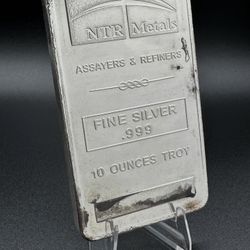 NTR Metals
ASSAYERS & REFINERS
FINE SILVER
.999
10 OUNCES TROY